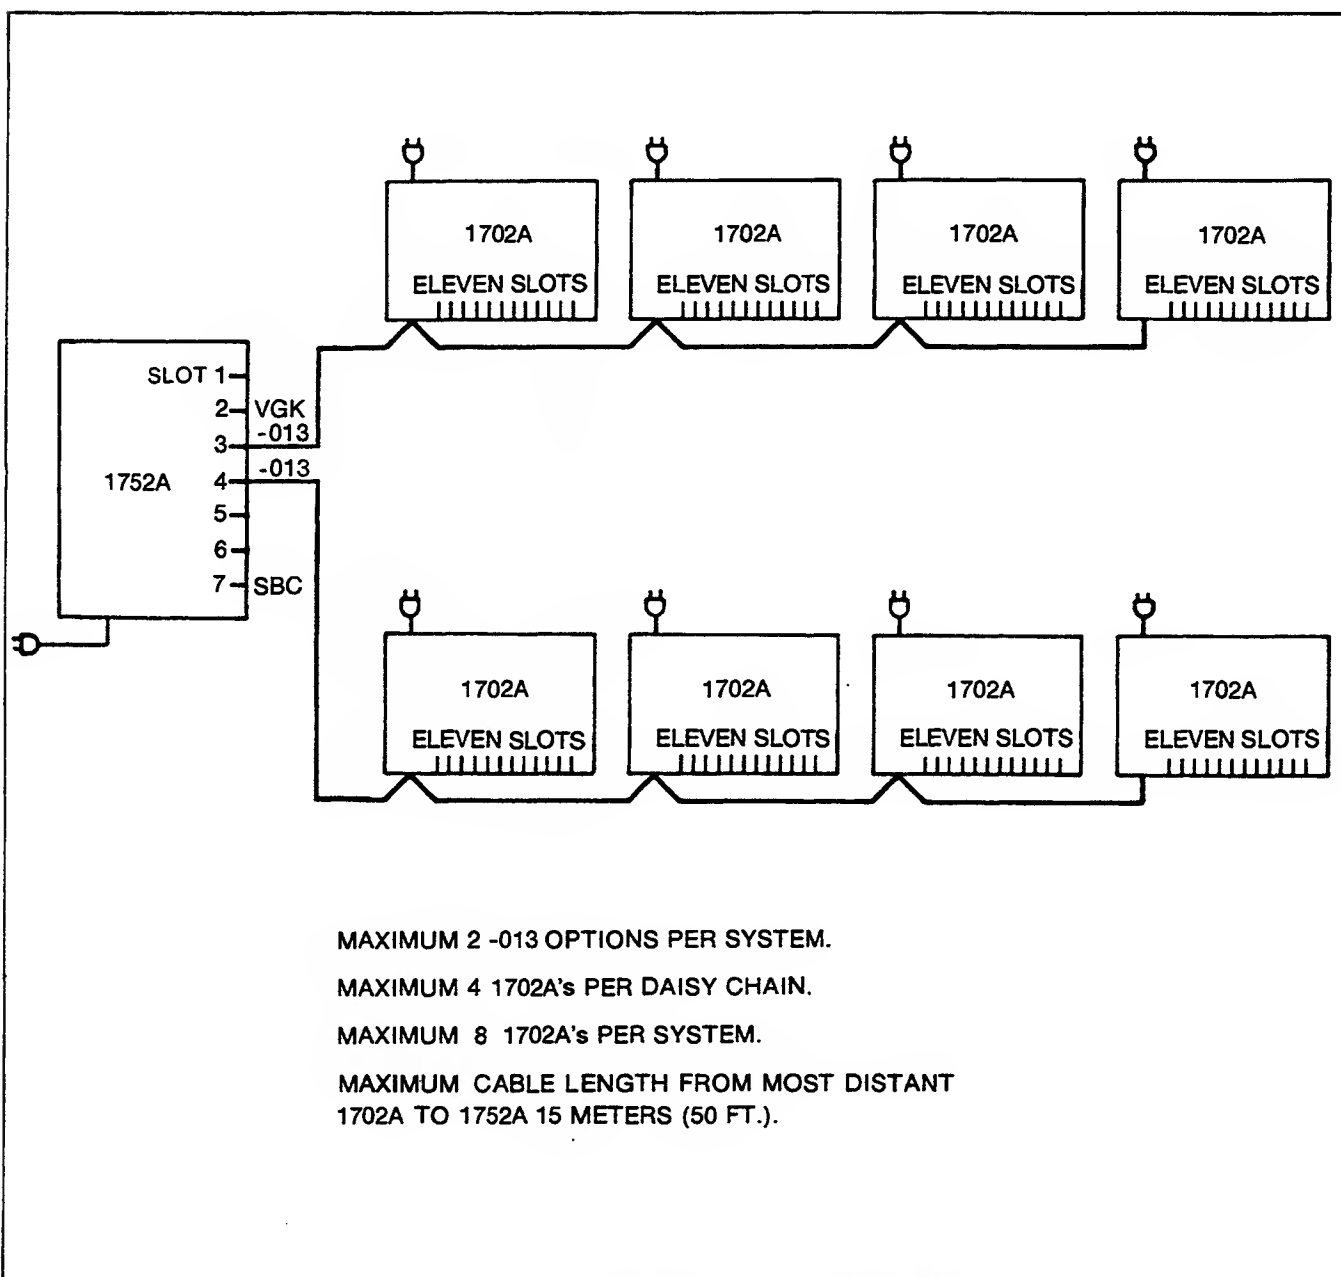 1702A
ELEVEN SLOTS
1702A
ELEVEN SLOTS
1702A
ELEVEN SLOTS
1702A
ELEVEN SLOTS
1752A
SLOT 1
2 VGK
3 -013
4 -013
5
6
7 SBC
1702A
ELEVEN SLOTS
1702A
ELEVEN SLOTS
1702A
ELEVEN SLOTS
1702A
ELEVEN SLOTS
MAXIMUM 2 -013 OPTIONS PER SYSTEM.
MAXIMUM 4 1702A's PER DAISY CHAIN.
MAXIMUM 8 1702A's PER SYSTEM.
MAXIMUM CABLE LENGTH FROM MOST DISTANT
1702A TO 1752A 15 METERS (50 FT.).